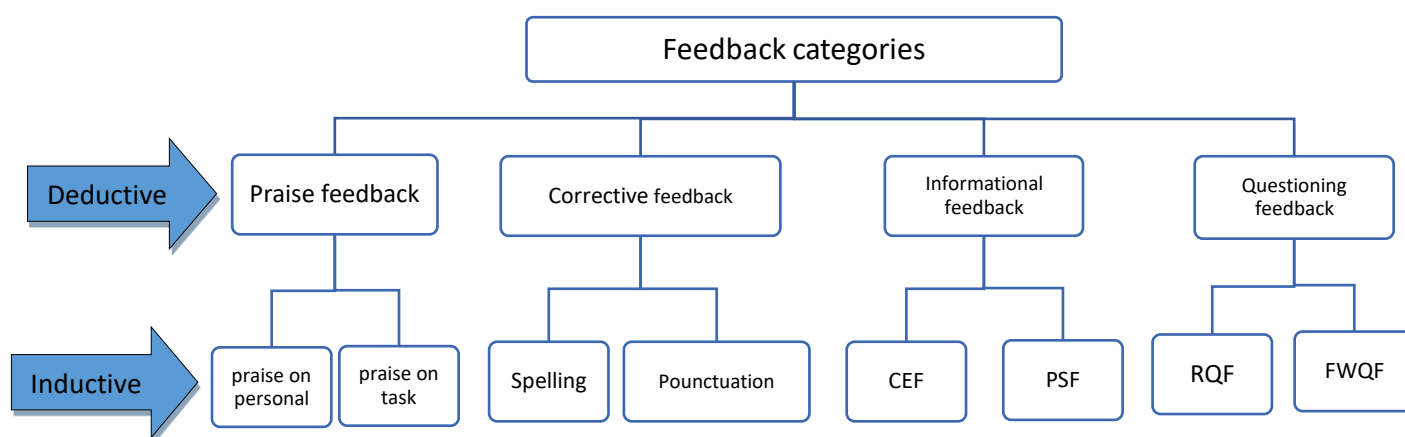 Feedback categories
Deductive
Praise feedback
Corrective feedback
Informational
feedback
Questioning
feedback
Inductive
praise on
personal
praise on
task
Spelling
Pounctuation
CEF
PSF
RQF
FWQF